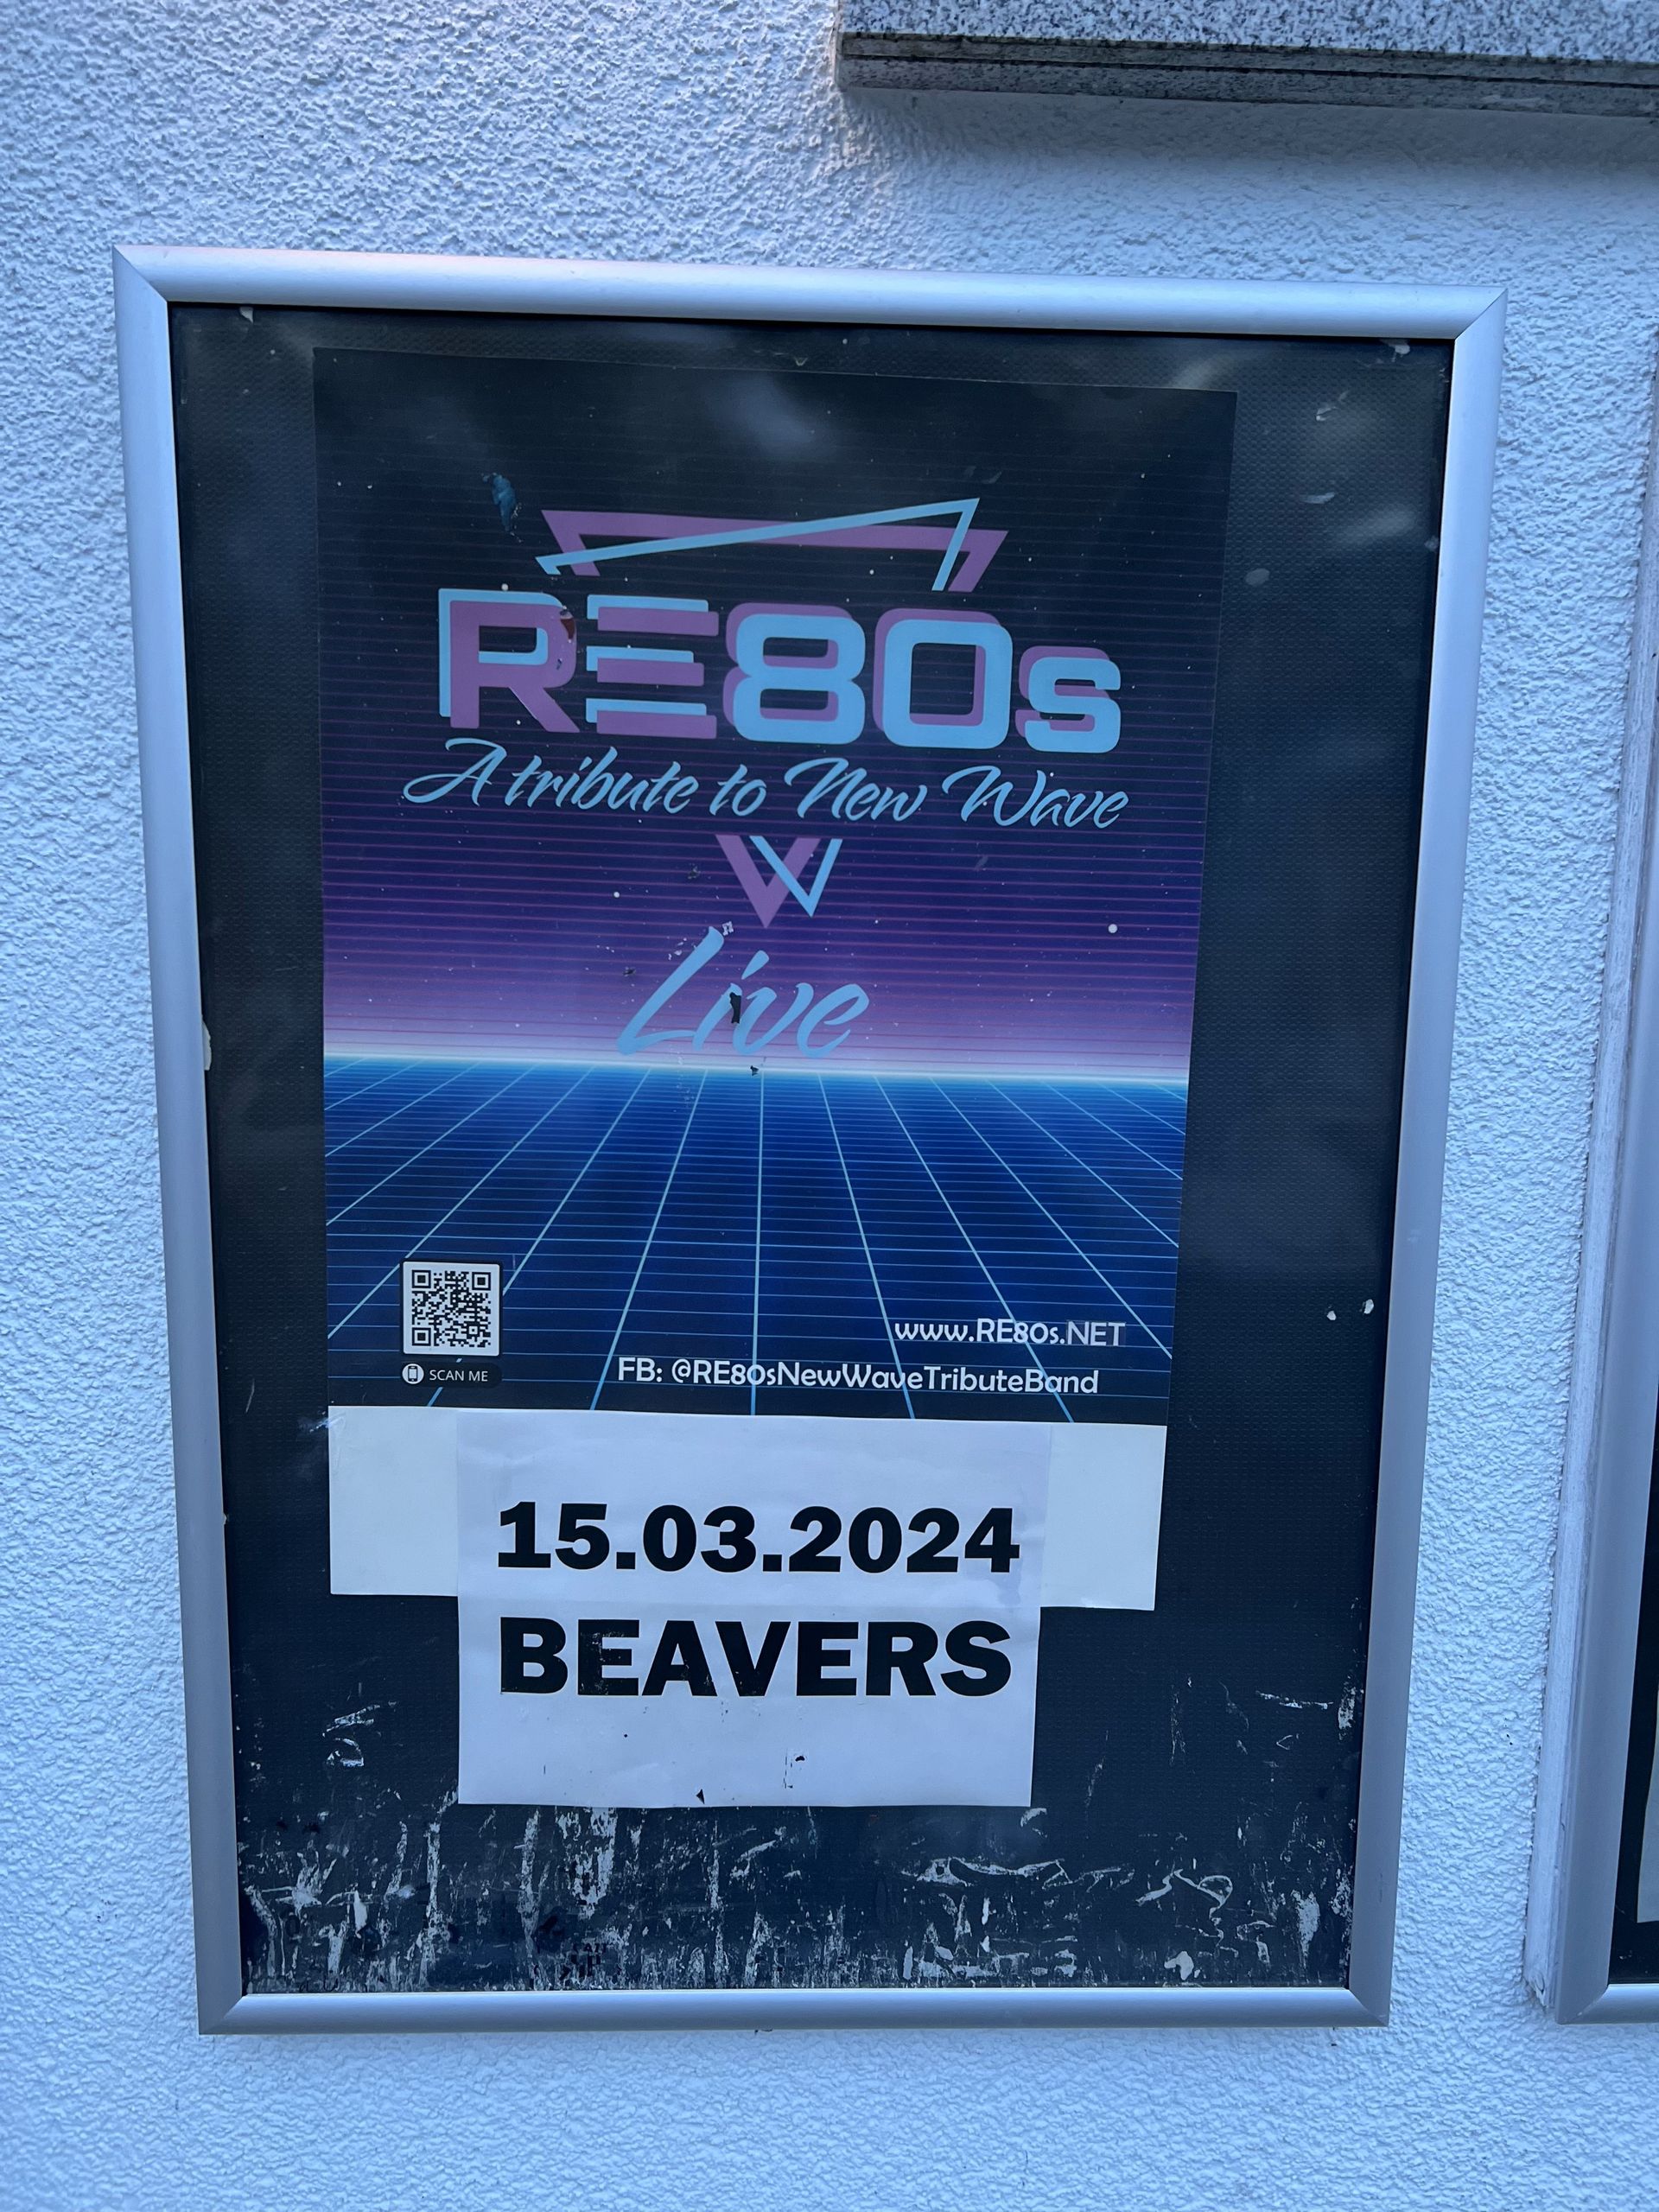 RE80s
A tribute to New Wave
Live
www.RE80s.NET
SCAN ME
FB: @RE80sNewWaveTributeBand
15.03.2024
BEAVERS